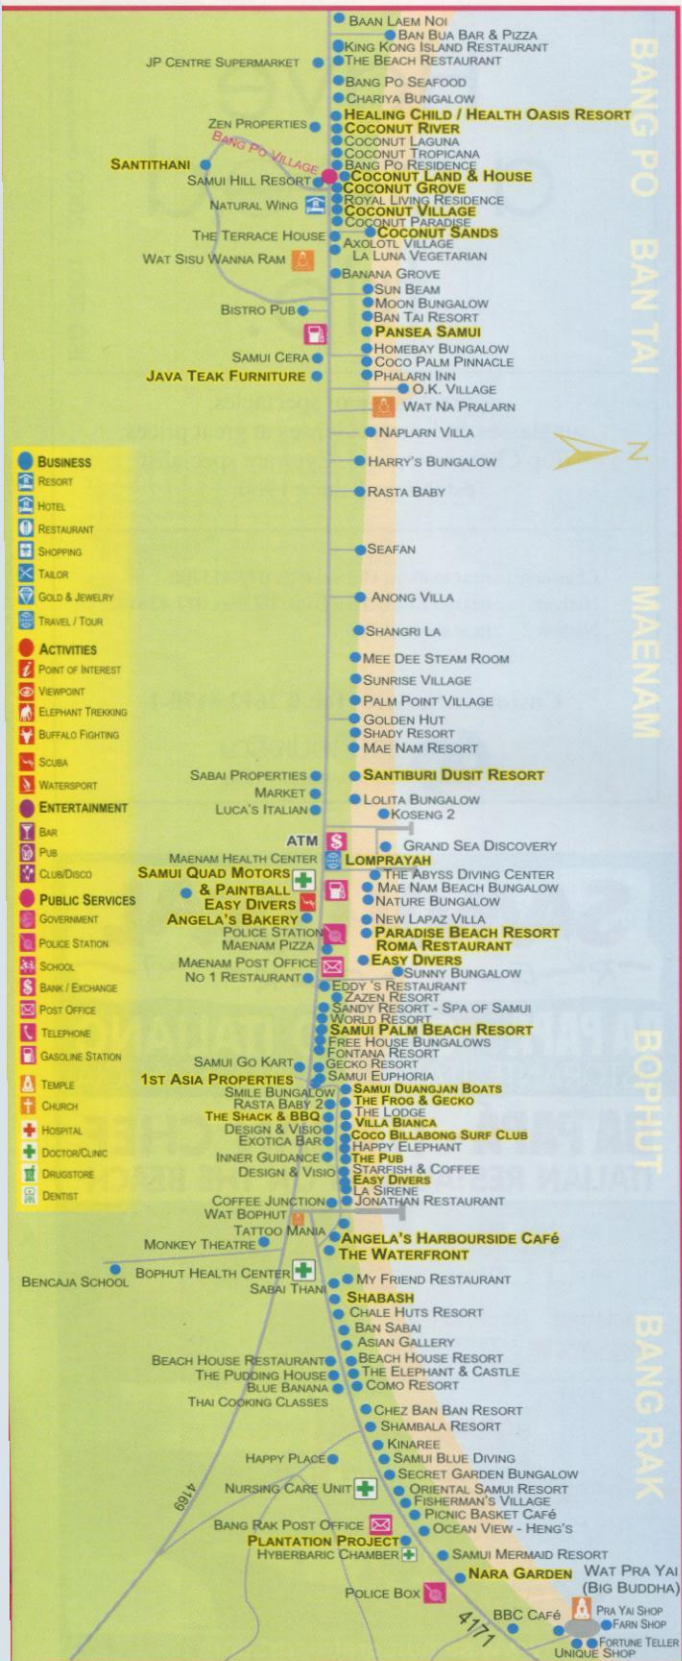 BAAN LAEM NOI
BAN BUA BAR & PIZZA
KING KONG ISLAND RESTAURANT
JP CENTRE SUPERMARKET
THE BEACH RESTAURANT
BANG PO SEAFOOD
CHARIYA BUNGALOW
HEALING CHILD / HEALTH OASIS RESORT
ZEN PROPERTIES
COCONUT RIVER
COCONUT LAGUNA
BANG PO VILLAGE
COCONUT TROPICANA
SANTITHANI
BANG PO RESIDENCE
SAMUI HILL RESORT
COCONUT LAND & HOUSE
COCONUT GROVE
NATURAL WING
ROYAL LIVING RESIDENCE
COCONUT VILLAGE
COCONUT PARADISE
THE TERRACE HOUSE
COCONUT SANDS
AXOLOTL VILLAGE
WAT SISU WANNA RAM
LA LUNA VEGETARIAN
BANANA GROVE
SUN BEAM
MOON BUNGALOW
BISTRO PUB
BAN TAI RESORT
PANSEA SAMUI
HOMEBAY BUNGALOW
SAMUI CERA
COCO PALM PINNACLE
JAVA TEAK FURNITURE
PHALARN INN
O.K. VILLAGE
WAT NA PRALARN
NAPLARN VILLA
HARRY'S BUNGALOW
RASTA BABY
SEAFAN
ANONG VILLA
SHANGRI LA
MEE DEE STEAM ROOM
SUNRISE VILLAGE
PALM POINT VILLAGE
GOLDEN HUT
SHADY RESORT
MAE NAM RESORT
SABAI PROPERTIES
SANTIBURI DUSIT RESORT
MARKET
LOLITA BUNGALOW
LUCA'S ITALIAN
KOSENG 2
ATM
$
GRAND SEA DISCOVERY
MAENAM HEALTH CENTER
LOMPRAYAH
SAMUI QUAD MOTORS
& PAINTBALL
THE ABYSS DIVING CENTER
MAE NAM BEACH BUNGALOW
EASY DIVERS
NATURE BUNGALOW
ANGELA'S BAKERY
NEW LAPAZ VILLA
POLICE STATION
PARADISE BEACH RESORT
MAENAM PIZZA
ROMA RESTAURANT
MAENAM POST OFFICE
EASY DIVERS
NO 1 RESTAURANT
SUNNY BUNGALOW
EDDY 'S RESTAURANT
ZAZEN RESORT
SANDY RESORT - SPA OF SAMUI
WORLD RESORT
SAMUI PALM BEACH RESORT
FREE HOUSE BUNGALOWS
FONTANA RESORT
SAMUI GO KART
GECKO RESORT
1ST ASIA PROPERTIES
SAMUI EUPHORIA
SMILE BUNGALOW
SAMUI DUANGJAN BOATS
RASTA BABY 2
THE FROG & GECKO
THE SHACK & BBQ
THE LODGE
DESIGN & VISIO
VILLA BIANCA
EXOTICA BAR
COCO BILLABONG SURF CLUB
HAPPY ELEPHANT
INNER GUIDANCE
THE PUB
DESIGN & VISIO
STARFISH & COFFEE
EASY DIVERS
LA SIRENE
COFFEE JUNCTION
JONATHAN RESTAURANT
WAT BOPHUT
TATTOO MANIA
ANGELA'S HARBOURSIDE CAFé
MONKEY THEATRE
THE WATERFRONT
BENCAJA SCHOOL
BOPHUT HEALTH CENTER
MY FRIEND RESTAURANT
SABAI THANI
SHABASH
CHALE HUTS RESORT
BAN SABAI
ASIAN GALLERY
BEACH HOUSE RESTAURANT
BEACH HOUSE RESORT
THE PUDDING HOUSE
THE ELEPHANT & CASTLE
BLUE BANANA
COMO RESORT
THAI COOKING CLASSES
CHEZ BAN BAN RESORT
SHAMBALA RESORT
KINAREE
HAPPY PLACE
SAMUI BLUE DIVING
SECRET GARDEN BUNGALOW
4169
NURSING CARE UNIT
ORIENTAL SAMUI RESORT
FISHERMAN'S VILLAGE
PICNIC BASKET CAFé
BANG RAK POST OFFICE
OCEAN VIEW - HENG'S
PLANTATION PROJECT
HYBERBARIC CHAMBER
SAMUI MERMAID RESORT
NARA GARDEN
WAT PRA YAI
(BIG BUDDHA)
POLICE BOX
4171
BBC CAFé
PRA YAI SHOP
FARN SHOP
FORTUNE TELLER
UNIQUE SHOP
BANG PO
BAN TAI
N
MAENAM
BOPHUT
BANG RAK
BUSINESS
RESORT
HOTEL
RESTAURANT
SHOPPING
TAILOR
GOLD & JEWELRY
TRAVEL / TOUR
ACTIVITIES
POINT OF INTEREST
VIEWPOINT
ELEPHANT TREKKING
BUFFALO FIGHTING
SCUBA
WATERSPORT
ENTERTAINMENT
BAR
PUB
CLUB/DISCO
PUBLIC SERVICES
GOVERNMENT
POLICE STATION
SCHOOL
$ BANK / EXCHANGE
POST OFFICE
TELEPHONE
GASOLINE STATION
TEMPLE
CHURCH
HOSPITAL
DOCTOR/CLINIC
DRUGSTORE
DENTIST